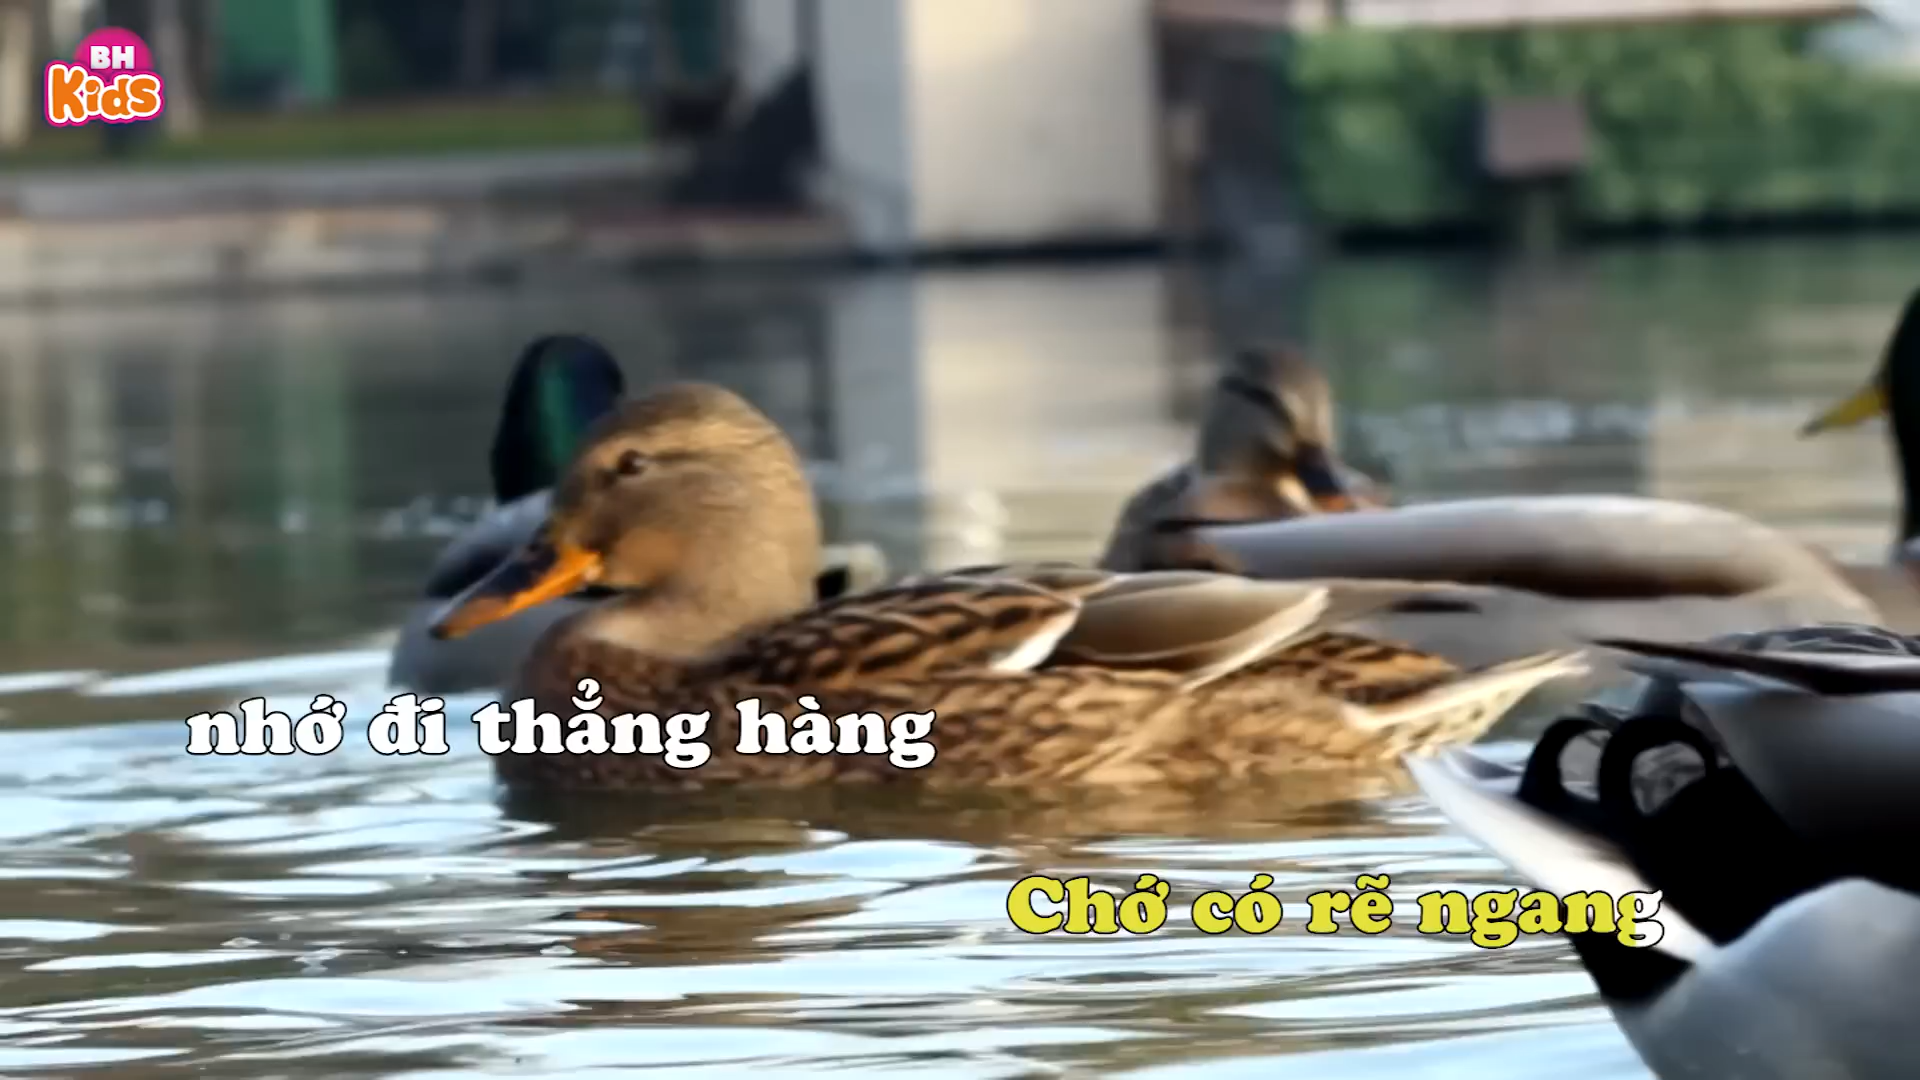 BH
Kids
nhớ đi thẳng hàng
Chớ có rẽ ngang